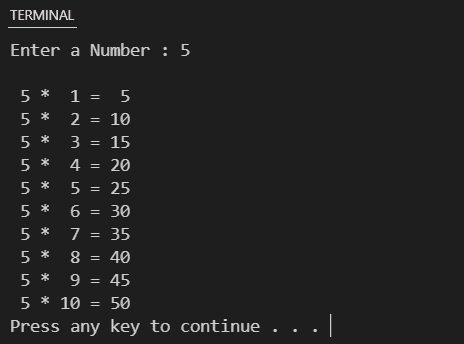 TERMINAL
Enter a Number : 5
5 *  1 =  5
5 *  2 = 10
5 *  3 = 15
5 *  4 = 20
5 *  5 = 25
5 *  6 = 30
5 *  7 = 35
5 *  8 = 40
5 *  9 = 45
5 * 10 = 50
Press any key to continue . . .